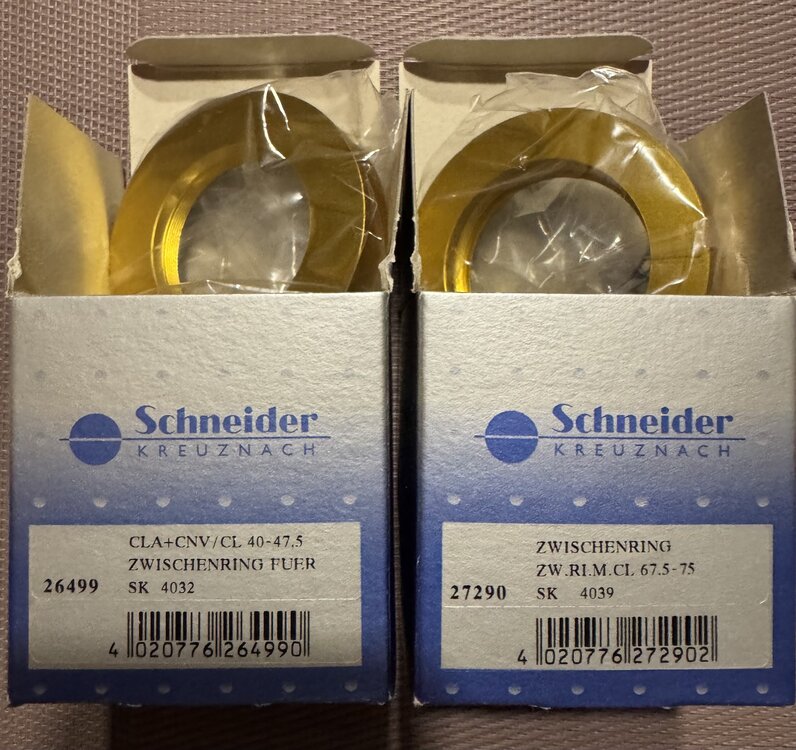 Schneider
KREUZNACH
CLA+CNV/CL 40-47.5
ZWISCHENRING FUER
26499 SK 4032
4 020776 264990
Schneider
KREUZNACH
ZWISCHENRING
ZW.RI.M.CL 67.5-75
27290 SK 4039
4 020776 272902